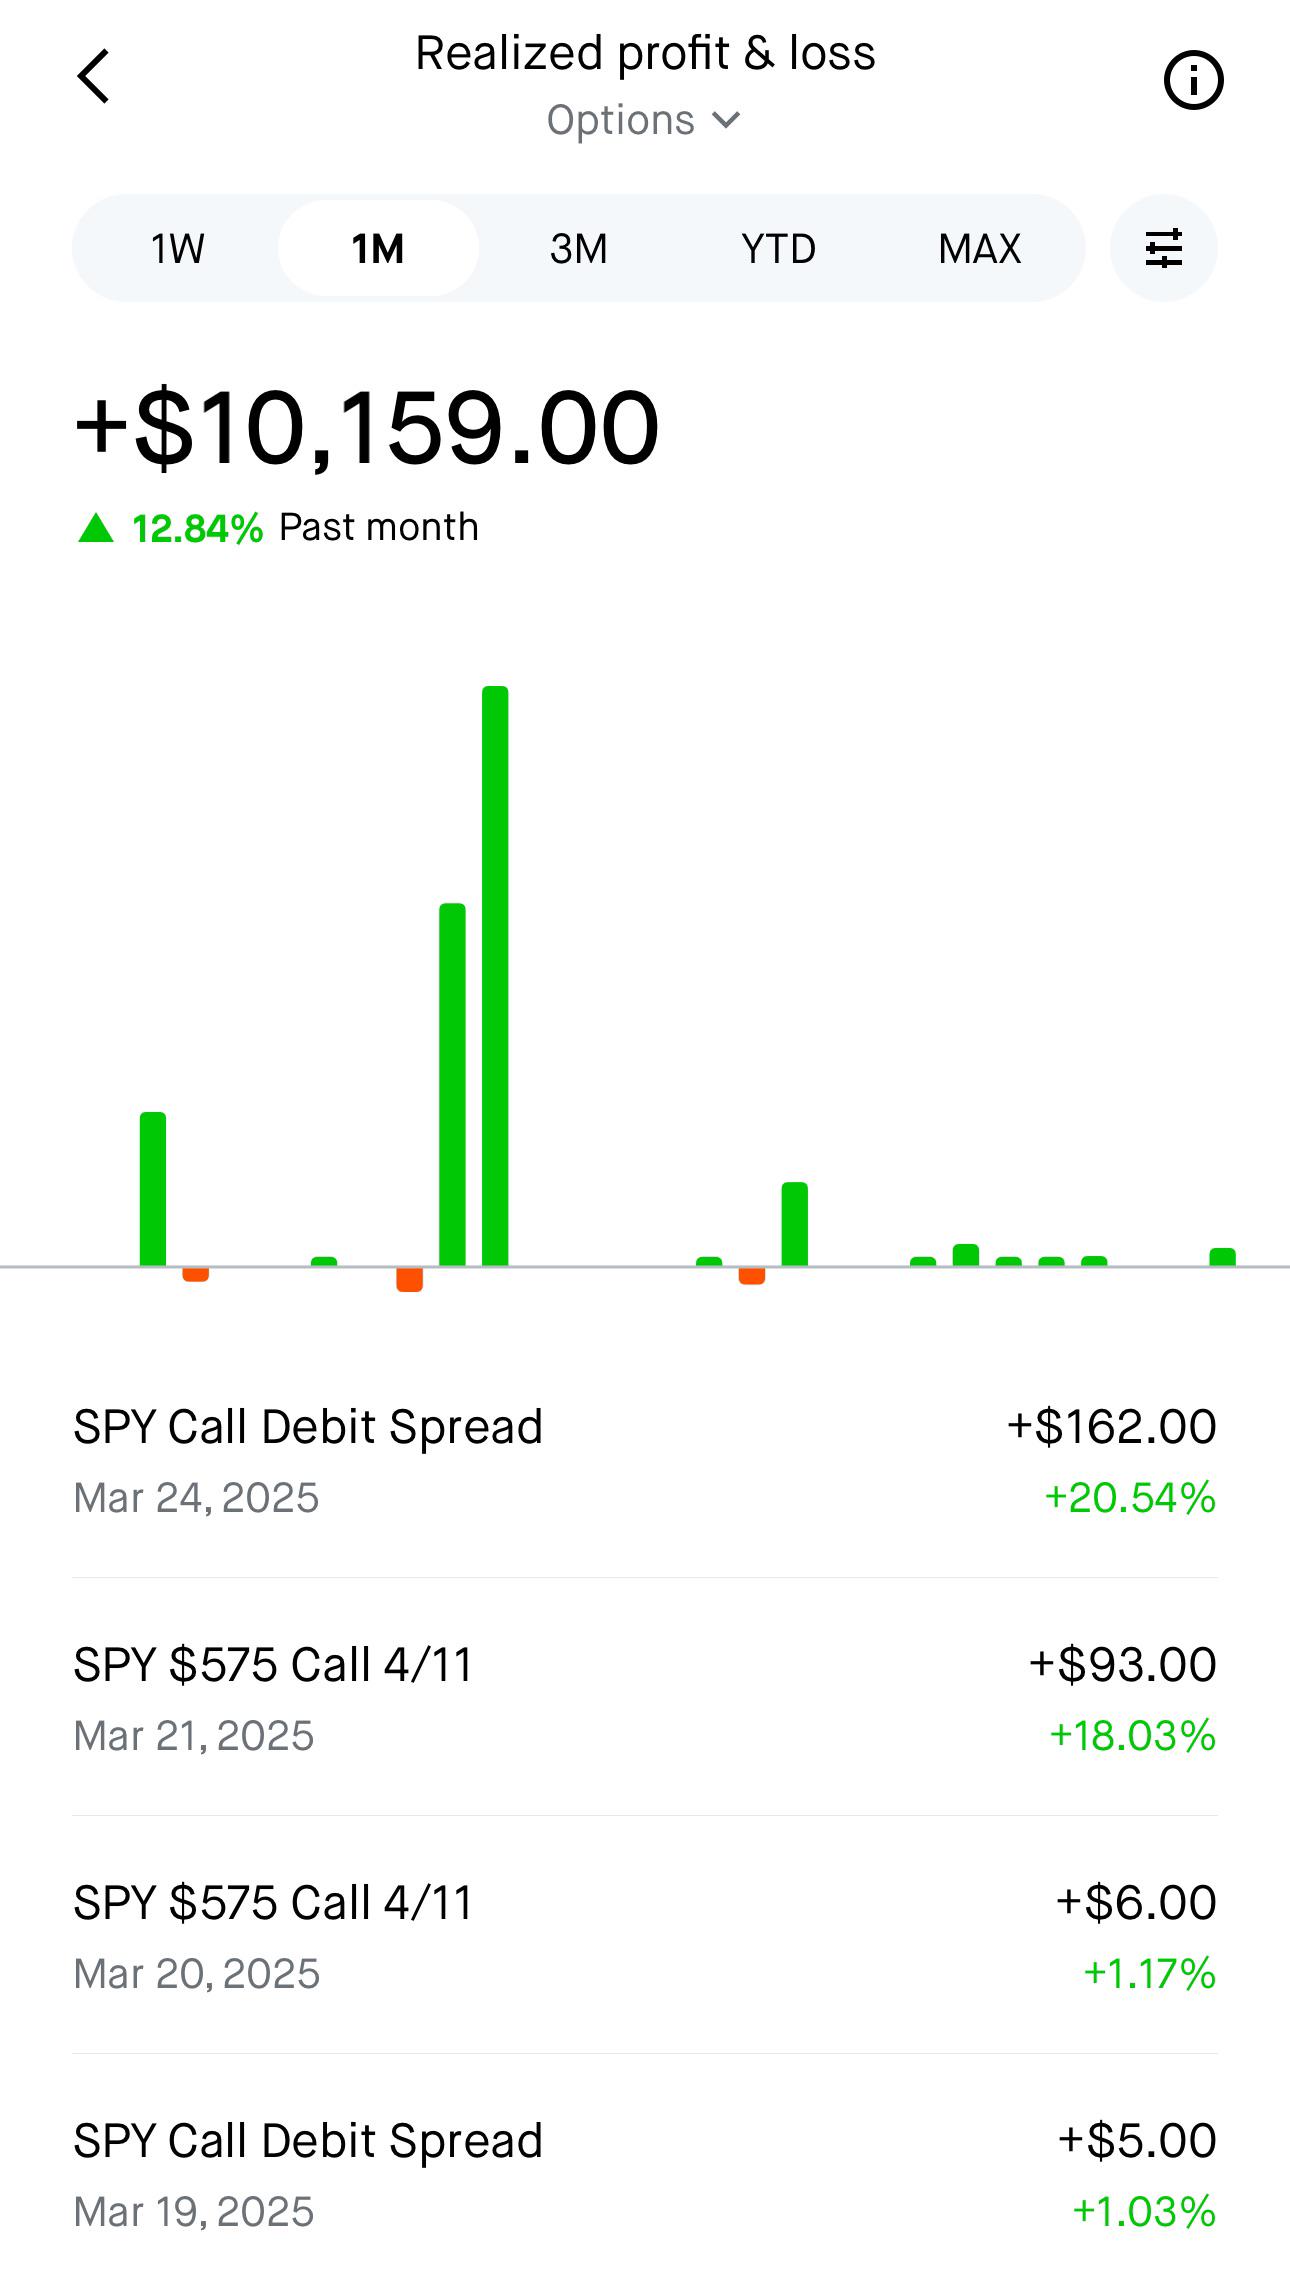 Realized profit & loss
Options
1W 1M 3M YTD MAX
+$10,159.00
12.84% Past month
SPY Call Debit Spread +$162.00
Mar 24, 2025 +20.54%
SPY $575 Call 4/11 +$93.00
Mar 21, 2025 +18.03%
SPY $575 Call 4/11 +$6.00
Mar 20, 2025 +1.17%
SPY Call Debit Spread +$5.00
Mar 19, 2025 +1.03%